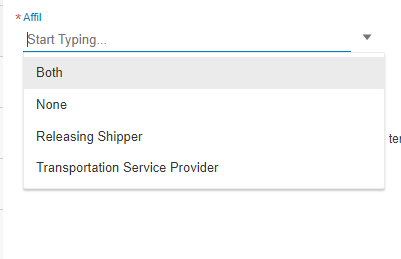 * Affil
Start Typing...
Both
None
Releasing Shipper
Transportation Service Provider